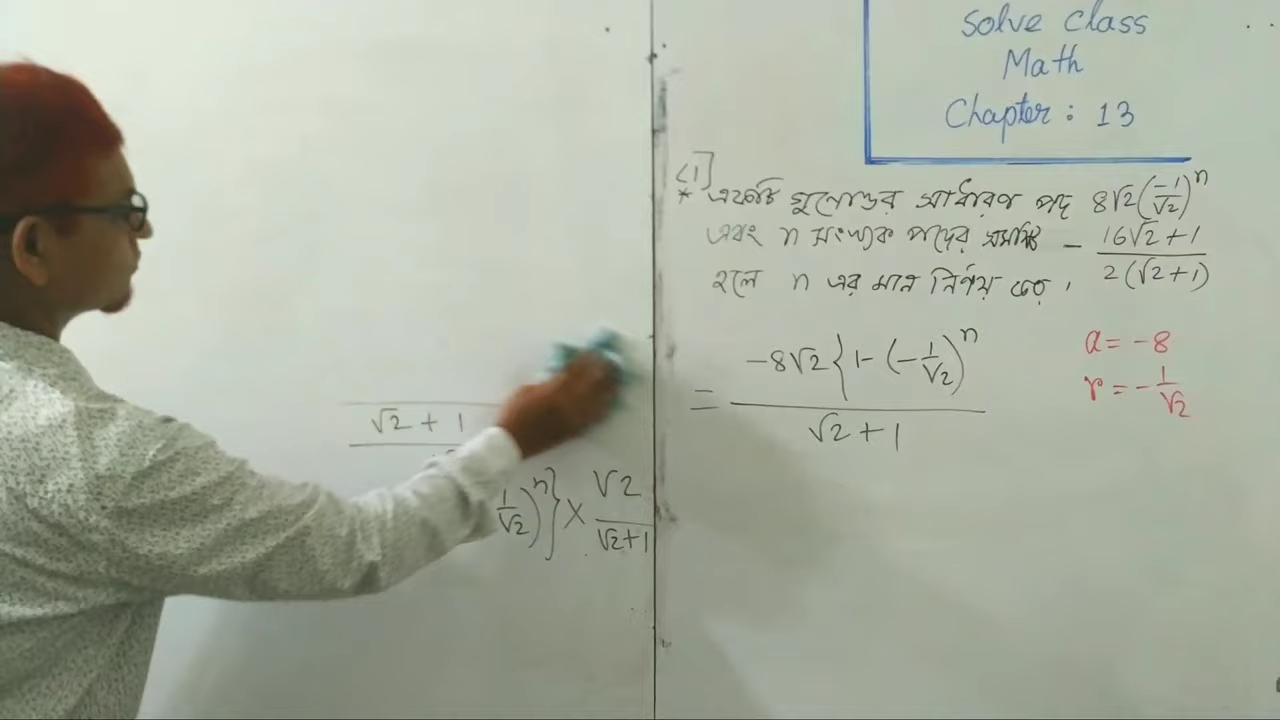 Solve Class
Math
Chapter : 13
(1)
* একটি গুনোত্তর সাধারণ পদ 8√2(-1/√2)^n
এবং n সংখ্যক পদের সমষ্টি - (16√2+1)/(2(√2+1))
হলে n এর মান নির্ণয় কর।
= (-8√2{1-(-1/√2)^n)/(√2+1)
a = -8
r = -1/√2
√2 + 1
1/√2)^n} × √2/(√2+1)